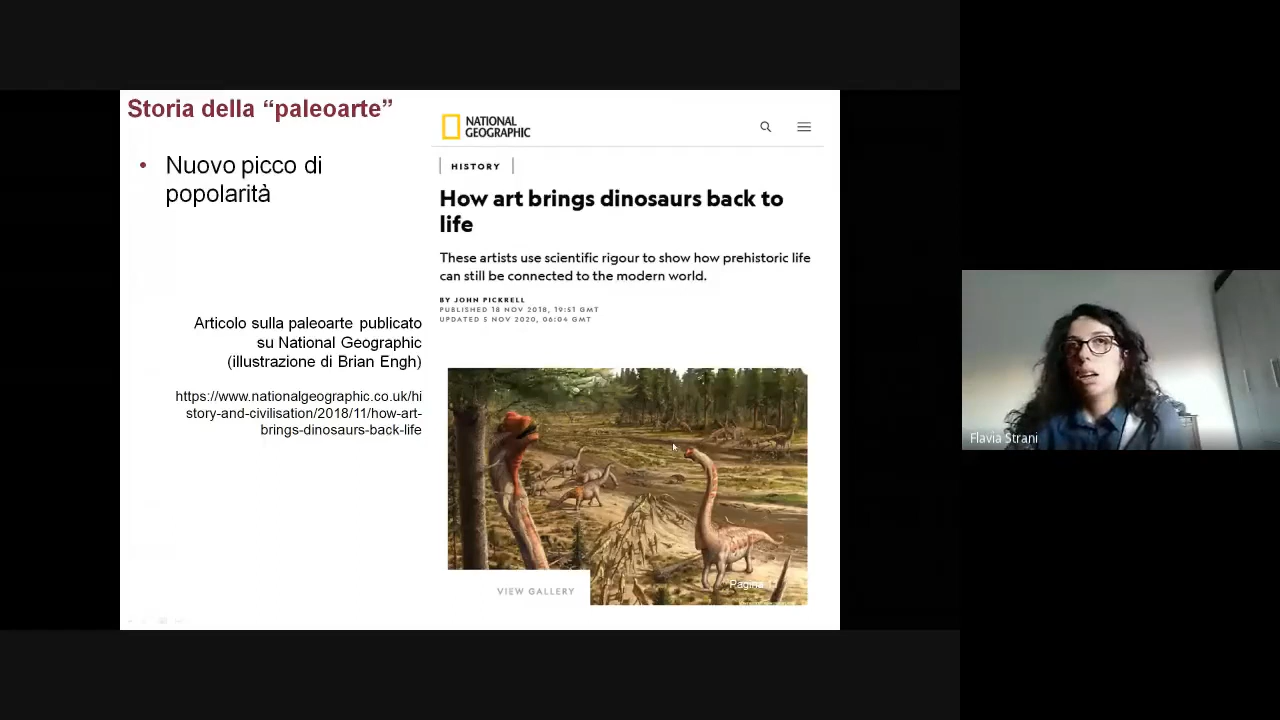 Storia della “paleoarte”
• Nuovo picco di
popolarità
Articolo sulla paleoarte publicato
su National Geographic
(illustrazione di Brian Engh)
https://www.nationalgeographic.co.uk/hi
story-and-civilisation/2018/11/how-art-
brings-dinosaurs-back-life
NATIONAL
GEOGRAPHIC
HISTORY
How art brings dinosaurs back to
life
These artists use scientific rigour to show how prehistoric life
can still be connected to the modern world.
BY JOHN PICKRELL
PUBLISHED 18 NOV 2018, 19:51 GMT
UPDATED 5 NOV 2020, 06:04 GMT
VIEW GALLERY
Pagina
Flavia Strani